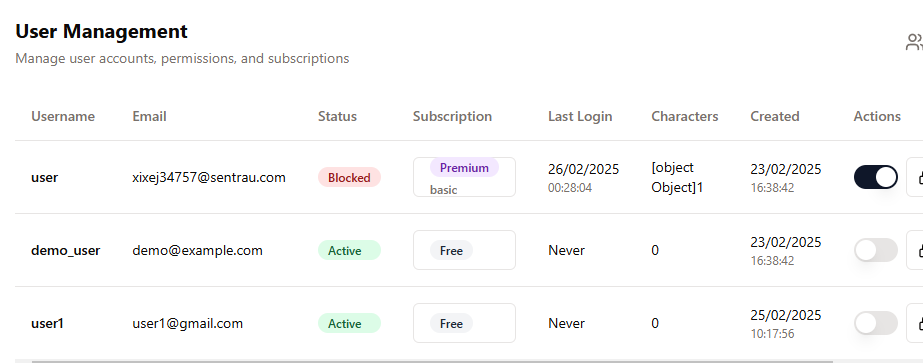 User Management
Manage user accounts, permissions, and subscriptions
Username Email Status Subscription Last Login Characters Created Actions
user xixej34757@sentrau.com Blocked Premium basic 26/02/2025 00:28:04 [object Object]1 23/02/2025 16:38:42
demo_user demo@example.com Active Free Never 0 23/02/2025 16:38:42
user1 user1@gmail.com Active Free Never 0 25/02/2025 10:17:56